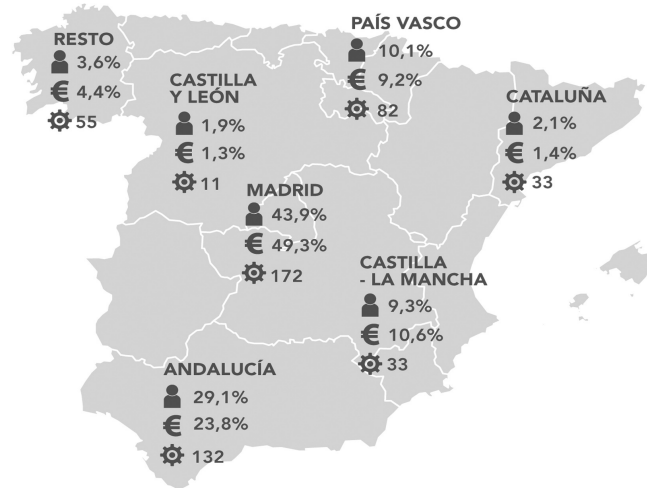 RESTO
3,6%
4,4%
55
CASTILLA
Y LEÓN
1,9%
1,3%
11
PAÍS VASCO
10,1%
9,2%
82
CATALUÑA
2,1%
1,4%
33
MADRID
43,9%
49,3%
172
CASTILLA
- LA MANCHA
9,3%
10,6%
33
ANDALUCÍA
29,1%
23,8%
132